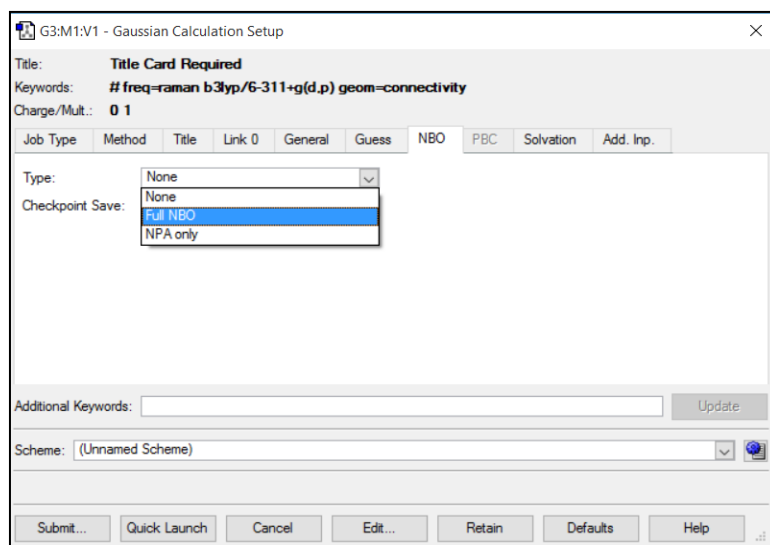 G3:M1:V1 - Gaussian Calculation Setup
Title: Title Card Required
Keywords: # freq=raman b3lyp/6-311+g(d,p) geom=connectivity
Charge/Mult.: 0 1
Job Type Method Title Link 0 General Guess NBO PBC Solvation Add. Inp.
Type: None
None
Checkpoint Save: Full NBO
NPA only
Additional Keywords: Update
Scheme: (Unnamed Scheme)
Submit... Quick Launch Cancel Edit... Retain Defaults Help